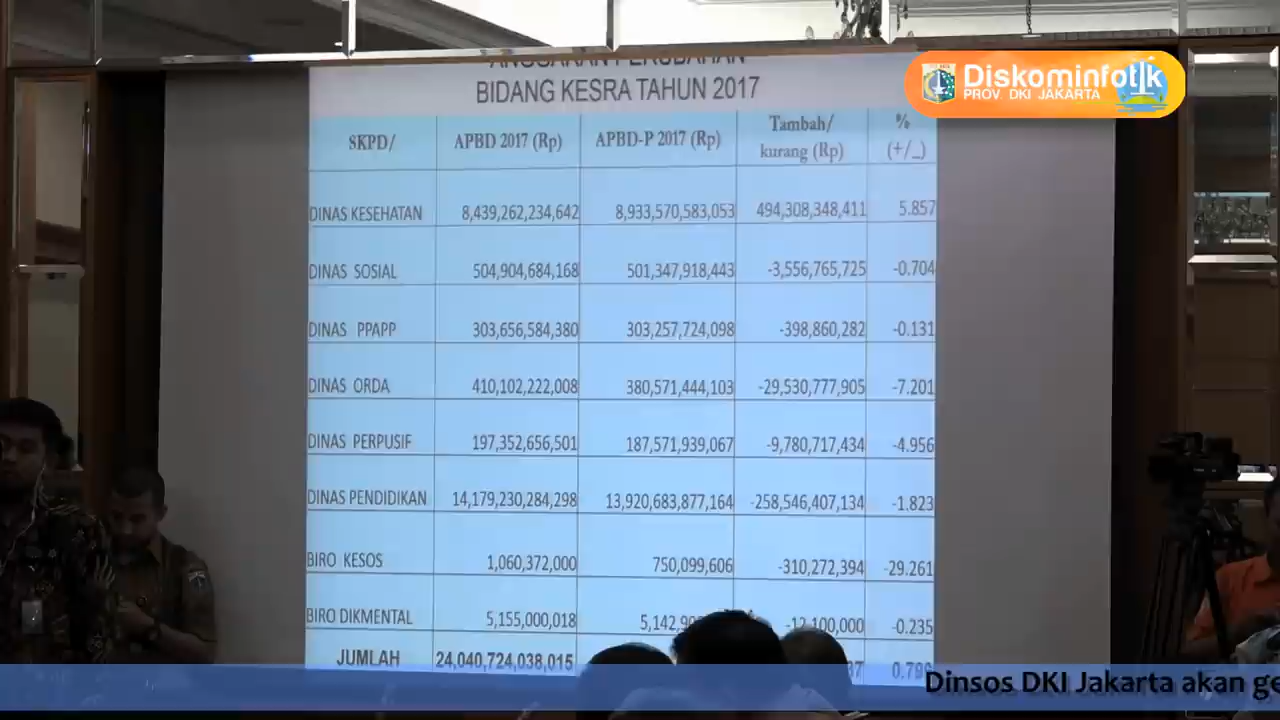 Diskominfotik
PROV. DKI JAKARTA
ANGGARAN PERUBAHAN
BIDANG KESRA TAHUN 2017
SKPD/ APBD 2017 (Rp) APBD-P 2017 (Rp) Tambah/ kurang (Rp) % (+/_)
DINAS KESEHATAN 8,439,262,234,642 8,933,570,583,053 494,308,348,411 5.857
DINAS SOSIAL 504,904,684,168 501,347,918,443 -3,556,765,725 -0.704
DINAS PPAPP 303,656,584,380 303,257,724,098 -398,860,282 -0.131
DINAS ORDA 410,102,222,008 380,571,444,103 -29,530,777,905 -7.201
DINAS PERPUSIF 197,352,656,501 187,571,939,067 -9,780,717,434 -4.956
DINAS PENDIDIKAN 14,179,230,284,298 13,920,683,877,164 -258,546,407,134 -1.823
BIRO KESOS 1,060,372,000 750,099,606 -310,272,394 -29.261
BIRO DIKMENTAL 5,155,000,018 -12,100,000 -0.235
JUMLAH 24,040,724,038,015
Dinsos DKI Jakarta akan ge